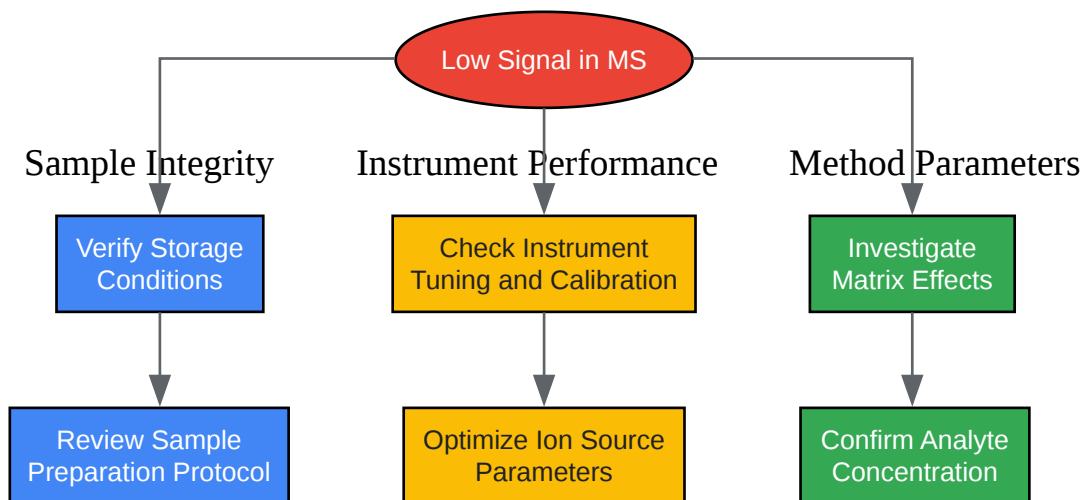 Low Signal in MS
Sample Integrity
Instrument Performance
Method Parameters
Verify Storage
Conditions
Check Instrument
Tuning and Calibration
Investigate
Matrix Effects
Review Sample
Preparation Protocol
Optimize Ion Source
Parameters
Confirm Analyte
Concentration